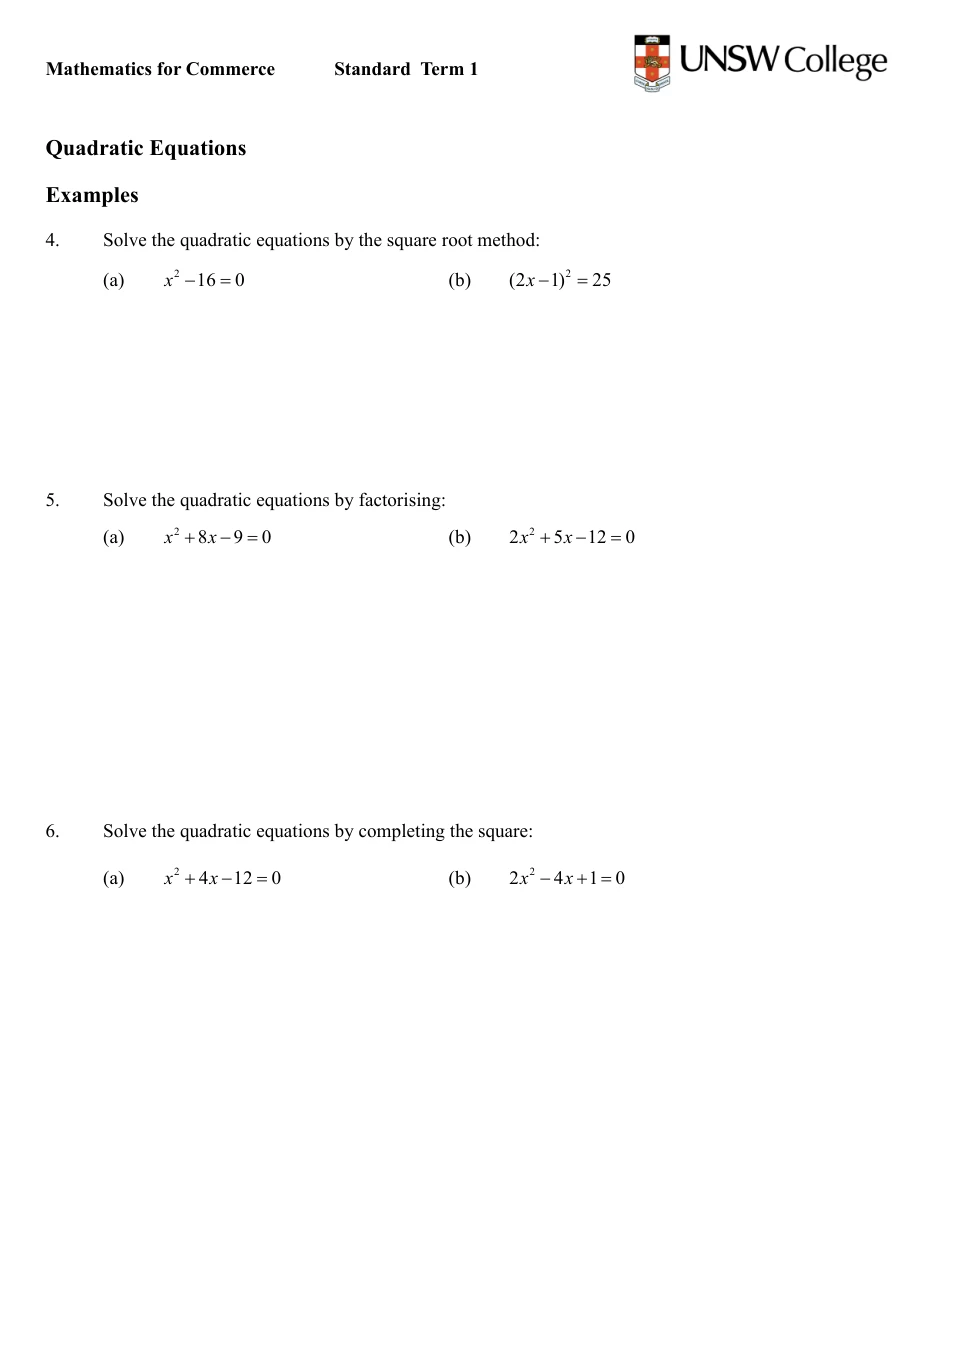 Mathematics for Commerce Standard Term 1
UNSW College
Quadratic Equations
Examples
4. Solve the quadratic equations by the square root method:
(a) x² − 16 = 0 (b) (2x − 1)² = 25
5. Solve the quadratic equations by factorising:
(a) x² + 8x − 9 = 0 (b) 2x² + 5x − 12 = 0
6. Solve the quadratic equations by completing the square:
(a) x² + 4x − 12 = 0 (b) 2x² − 4x + 1 = 0